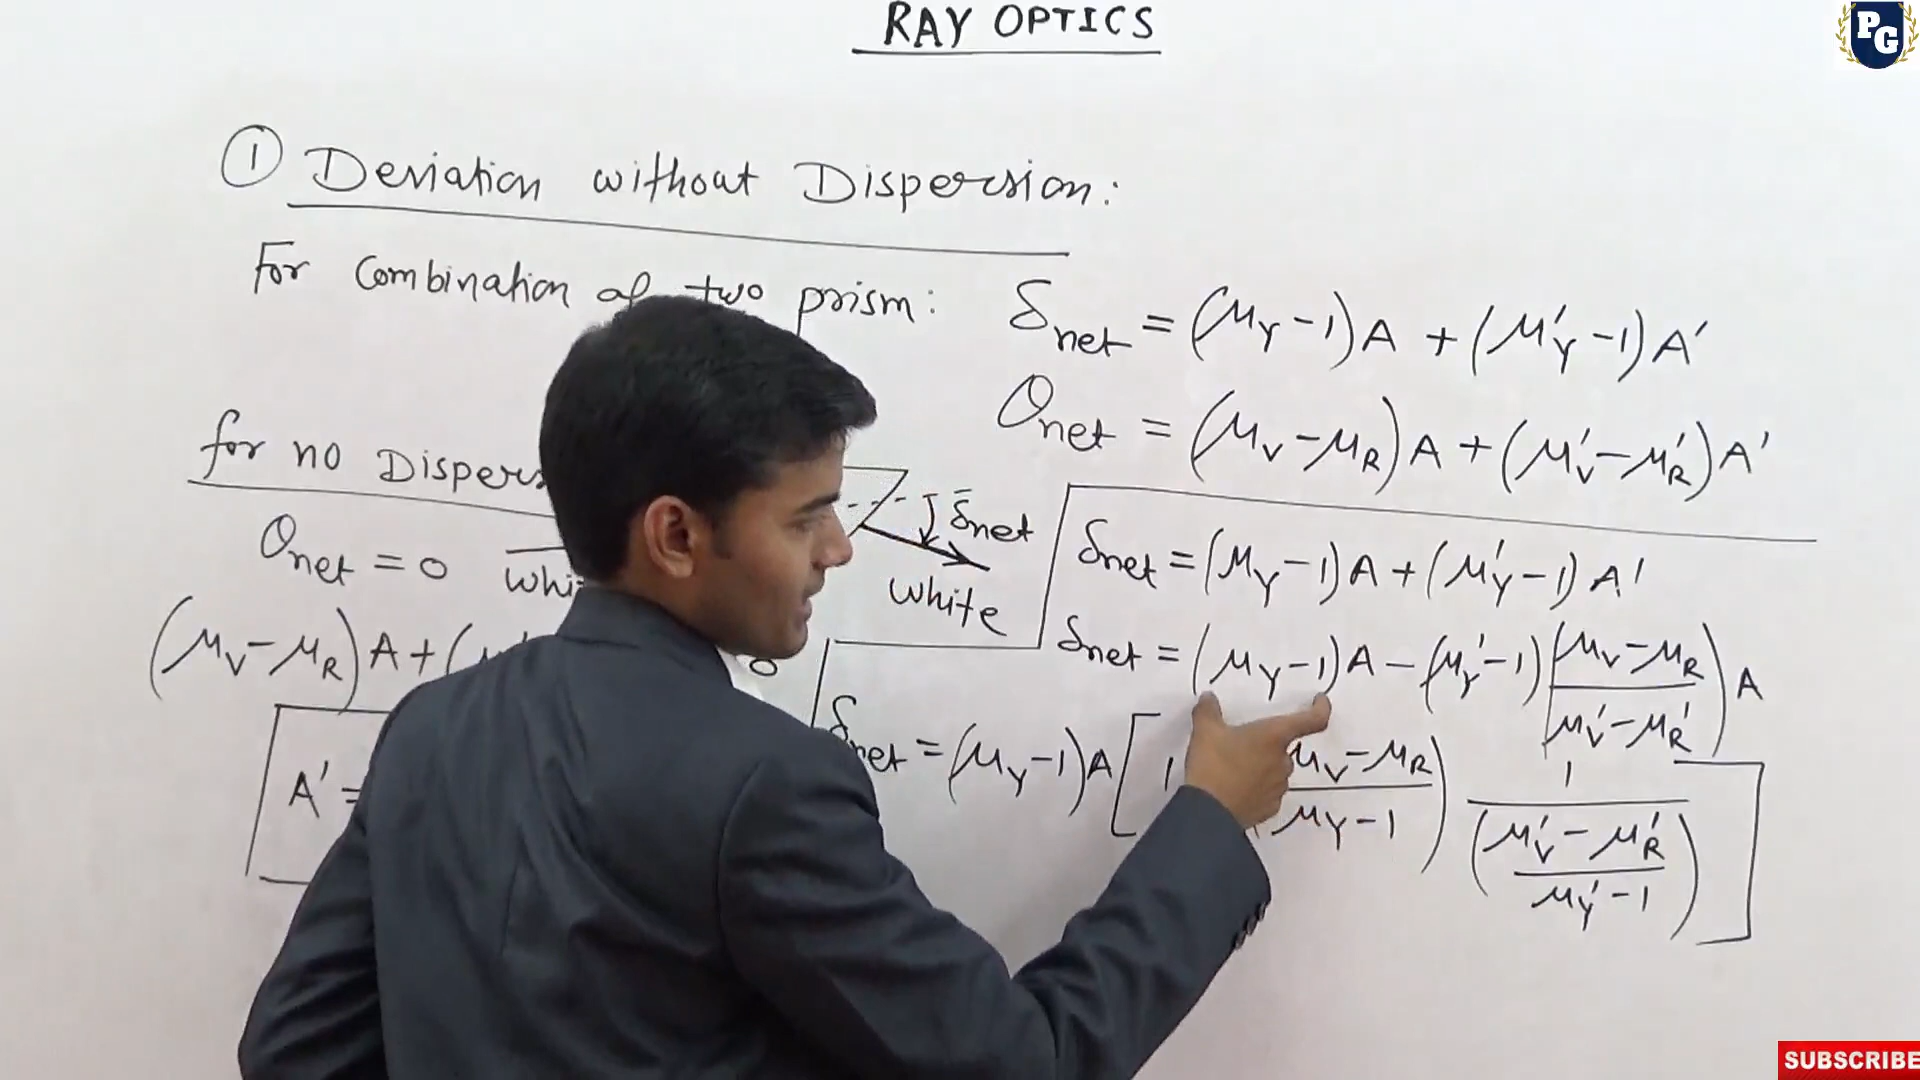 RAY OPTICS
PG
① Deviation without Dispersion:
For Combination of two prism:
δnet = (μY − 1)A + (μ'Y − 1)A'
θnet = (μV − μR)A + (μ'V − μ'R)A'
for no Dispers
θnet = 0
whi
δnet
white
(μV − μR)A + (μ
0
A' =
δnet = (μY − 1)A + (μ'Y − 1)A'
δnet = (μY − 1)A − (μ'Y − 1)(μV − μR / μ'V − μ'R)A
δnet = (μY − 1)A[1 μV − μR / μY − 1) 1 / (μ'V − μ'R / μ'Y − 1)]
SUBSCRIBE